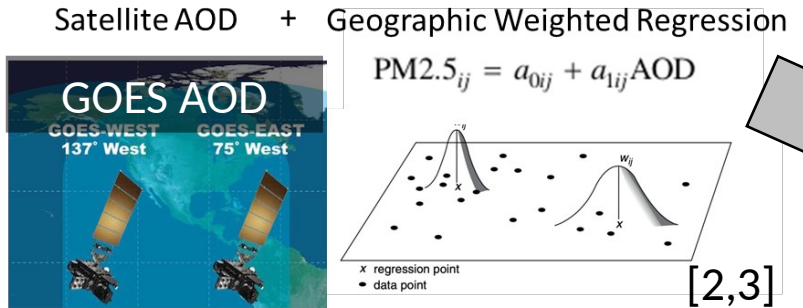 Satellite AOD + Geographic Weighted Regression
PM2.5ij = a0ij + a1ijAOD
GOES AOD
GOES-WEST GOES-EAST
137° West 75° West
wij
x x
x regression point
data point
[2,3]